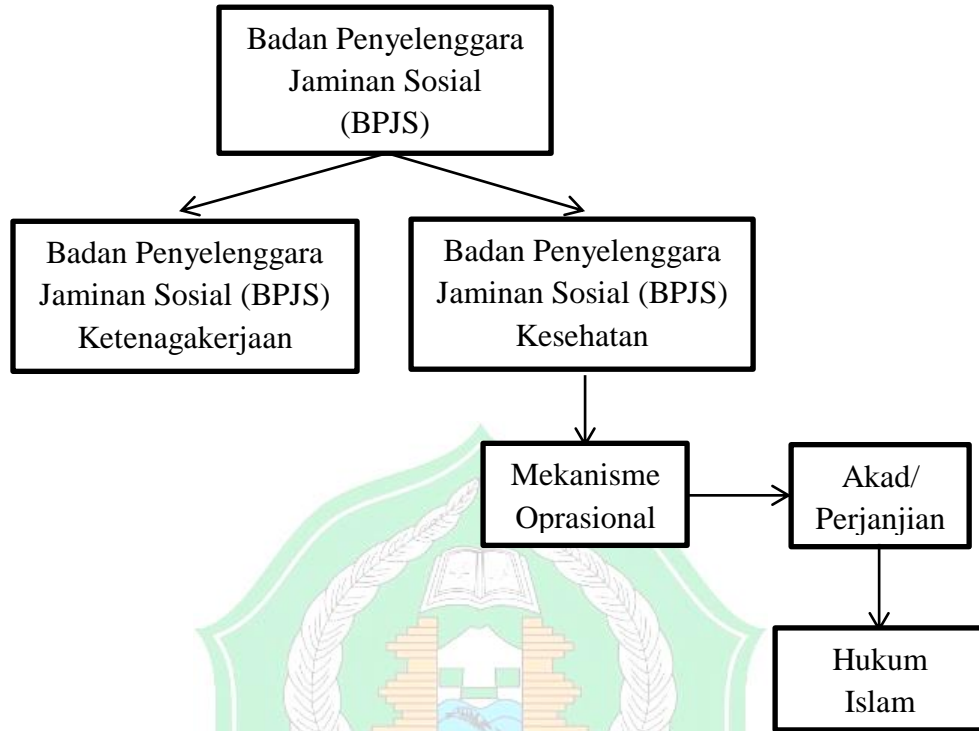 Badan Penyelenggara
Jaminan Sosial
(BPJS)
Badan Penyelenggara
Jaminan Sosial (BPJS)
Ketenagakerjaan
Badan Penyelenggara
Jaminan Sosial (BPJS)
Kesehatan
Mekanisme
Oprasional
Akad/
Perjanjian
Hukum
Islam